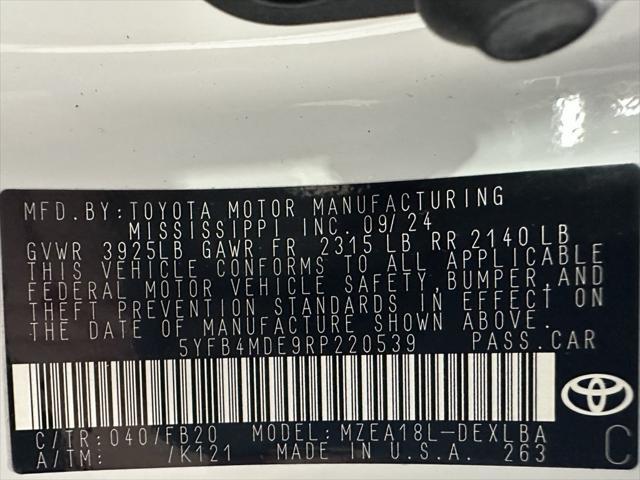 MFD.BY:TOYOTA MOTOR MANUFACTURING
MISSISSIPPI INC. 09/24
GVWR 3925LB GAWR FR 2315 LB RR 2140 LB
THIS VEHICLE CONFORMS TO ALL APPLICABLE
FEDERAL MOTOR VEHICLE SAFETY,BUMPER,AND
THEFT PREVENTION STANDARDS IN EFFECT ON
THE DATE OF MANUFACTURE SHOWN ABOVE.
5YFB4MDE9RP220539 PASS.CAR
C/TR:040/FB20 MODEL:MZEA18L-DEXLBA
A/TM: /K121 MADE IN U.S.A. 263
C